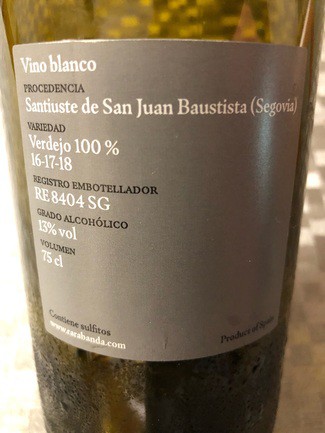 Vino blanco
PROCEDENCIA
Santiuste de San Juan Baustista (Segovia)
VARIEDAD
Verdejo 100 %
16-17-18
REGISTRO EMBOTELLADOR
RE 8404 SG
GRADO ALCOHÓLICO
13% vol
VOLUMEN
75 cl
Contiene sulfitos
www.zarabanda.com
Product of Spain